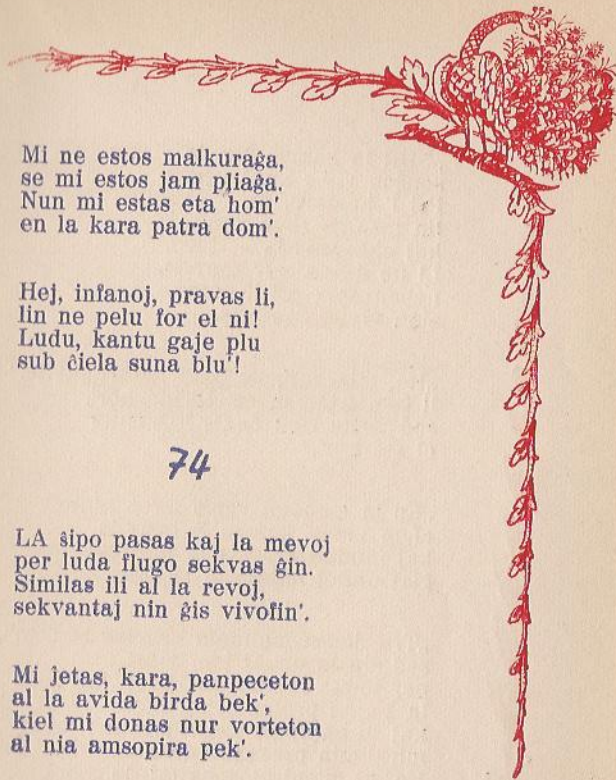 Mi ne estos malkuraĝa,
se mi estos jam pliaĝa.
Nun mi estas eta hom'
en la kara patra dom'.
Hej, infanoj, pravas li,
lin ne pelu for el ni!
Ludu, kantu gaje plu
sub ĉiela suna blu'!
74
LA ŝipo pasas kaj la mevoj
per luda flugo sekvas ĝin.
Similas ili al la revoj,
sekvantaj nin ĝis vivofin'.
Mi ĵetas, kara, panpeceton
al la avida birda bek',
kiel mi donas nur vorteton
al nia amsopira pek'.